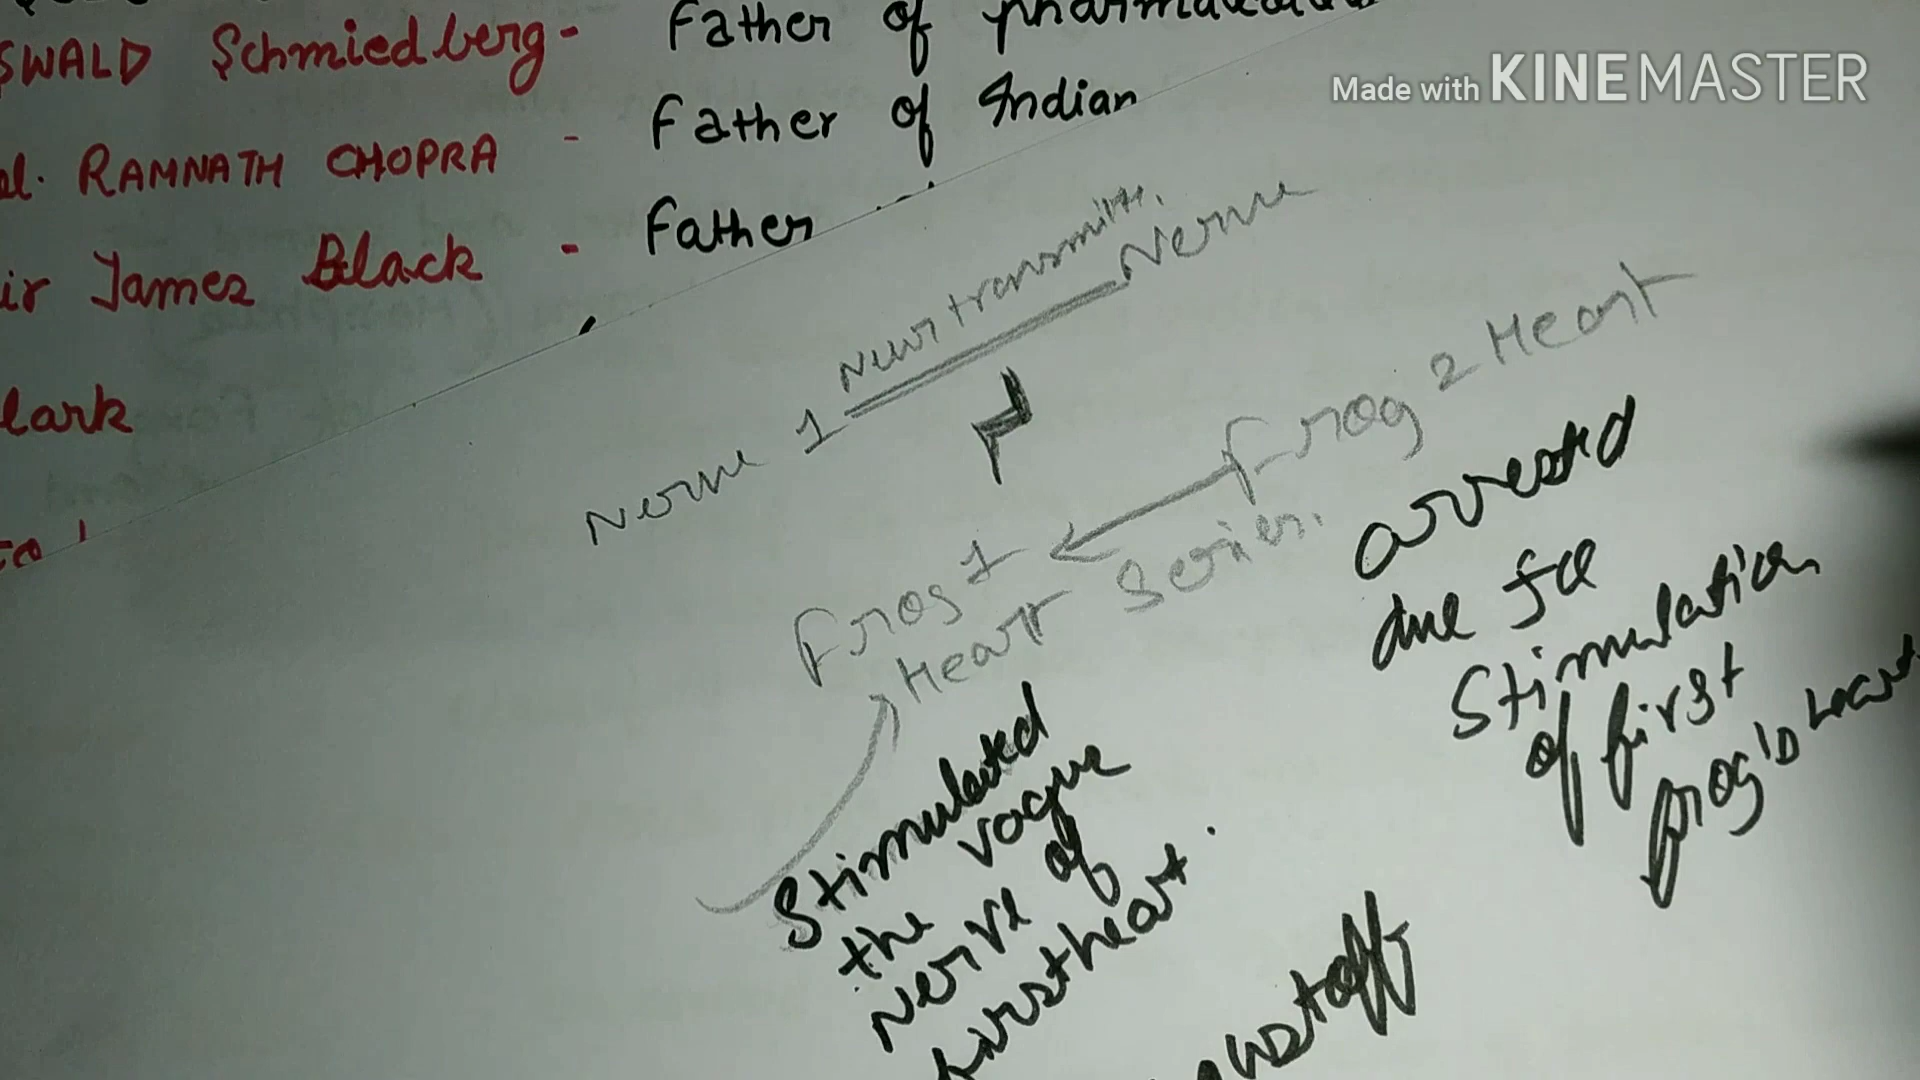 SWALD Schmiedberg - Father of
Made with KINEMASTER
RAMNATH CHOPRA - Father of Indian
ir James Black - Father
lark
Neurotransmitter.
Nerve 1 Nerve
Frog 2 Heart
Frog 1
Heart Series.
arrested
due to
Stimulation
of first
frog's heart
Stimulated
the vague
Nerve of
first heart.